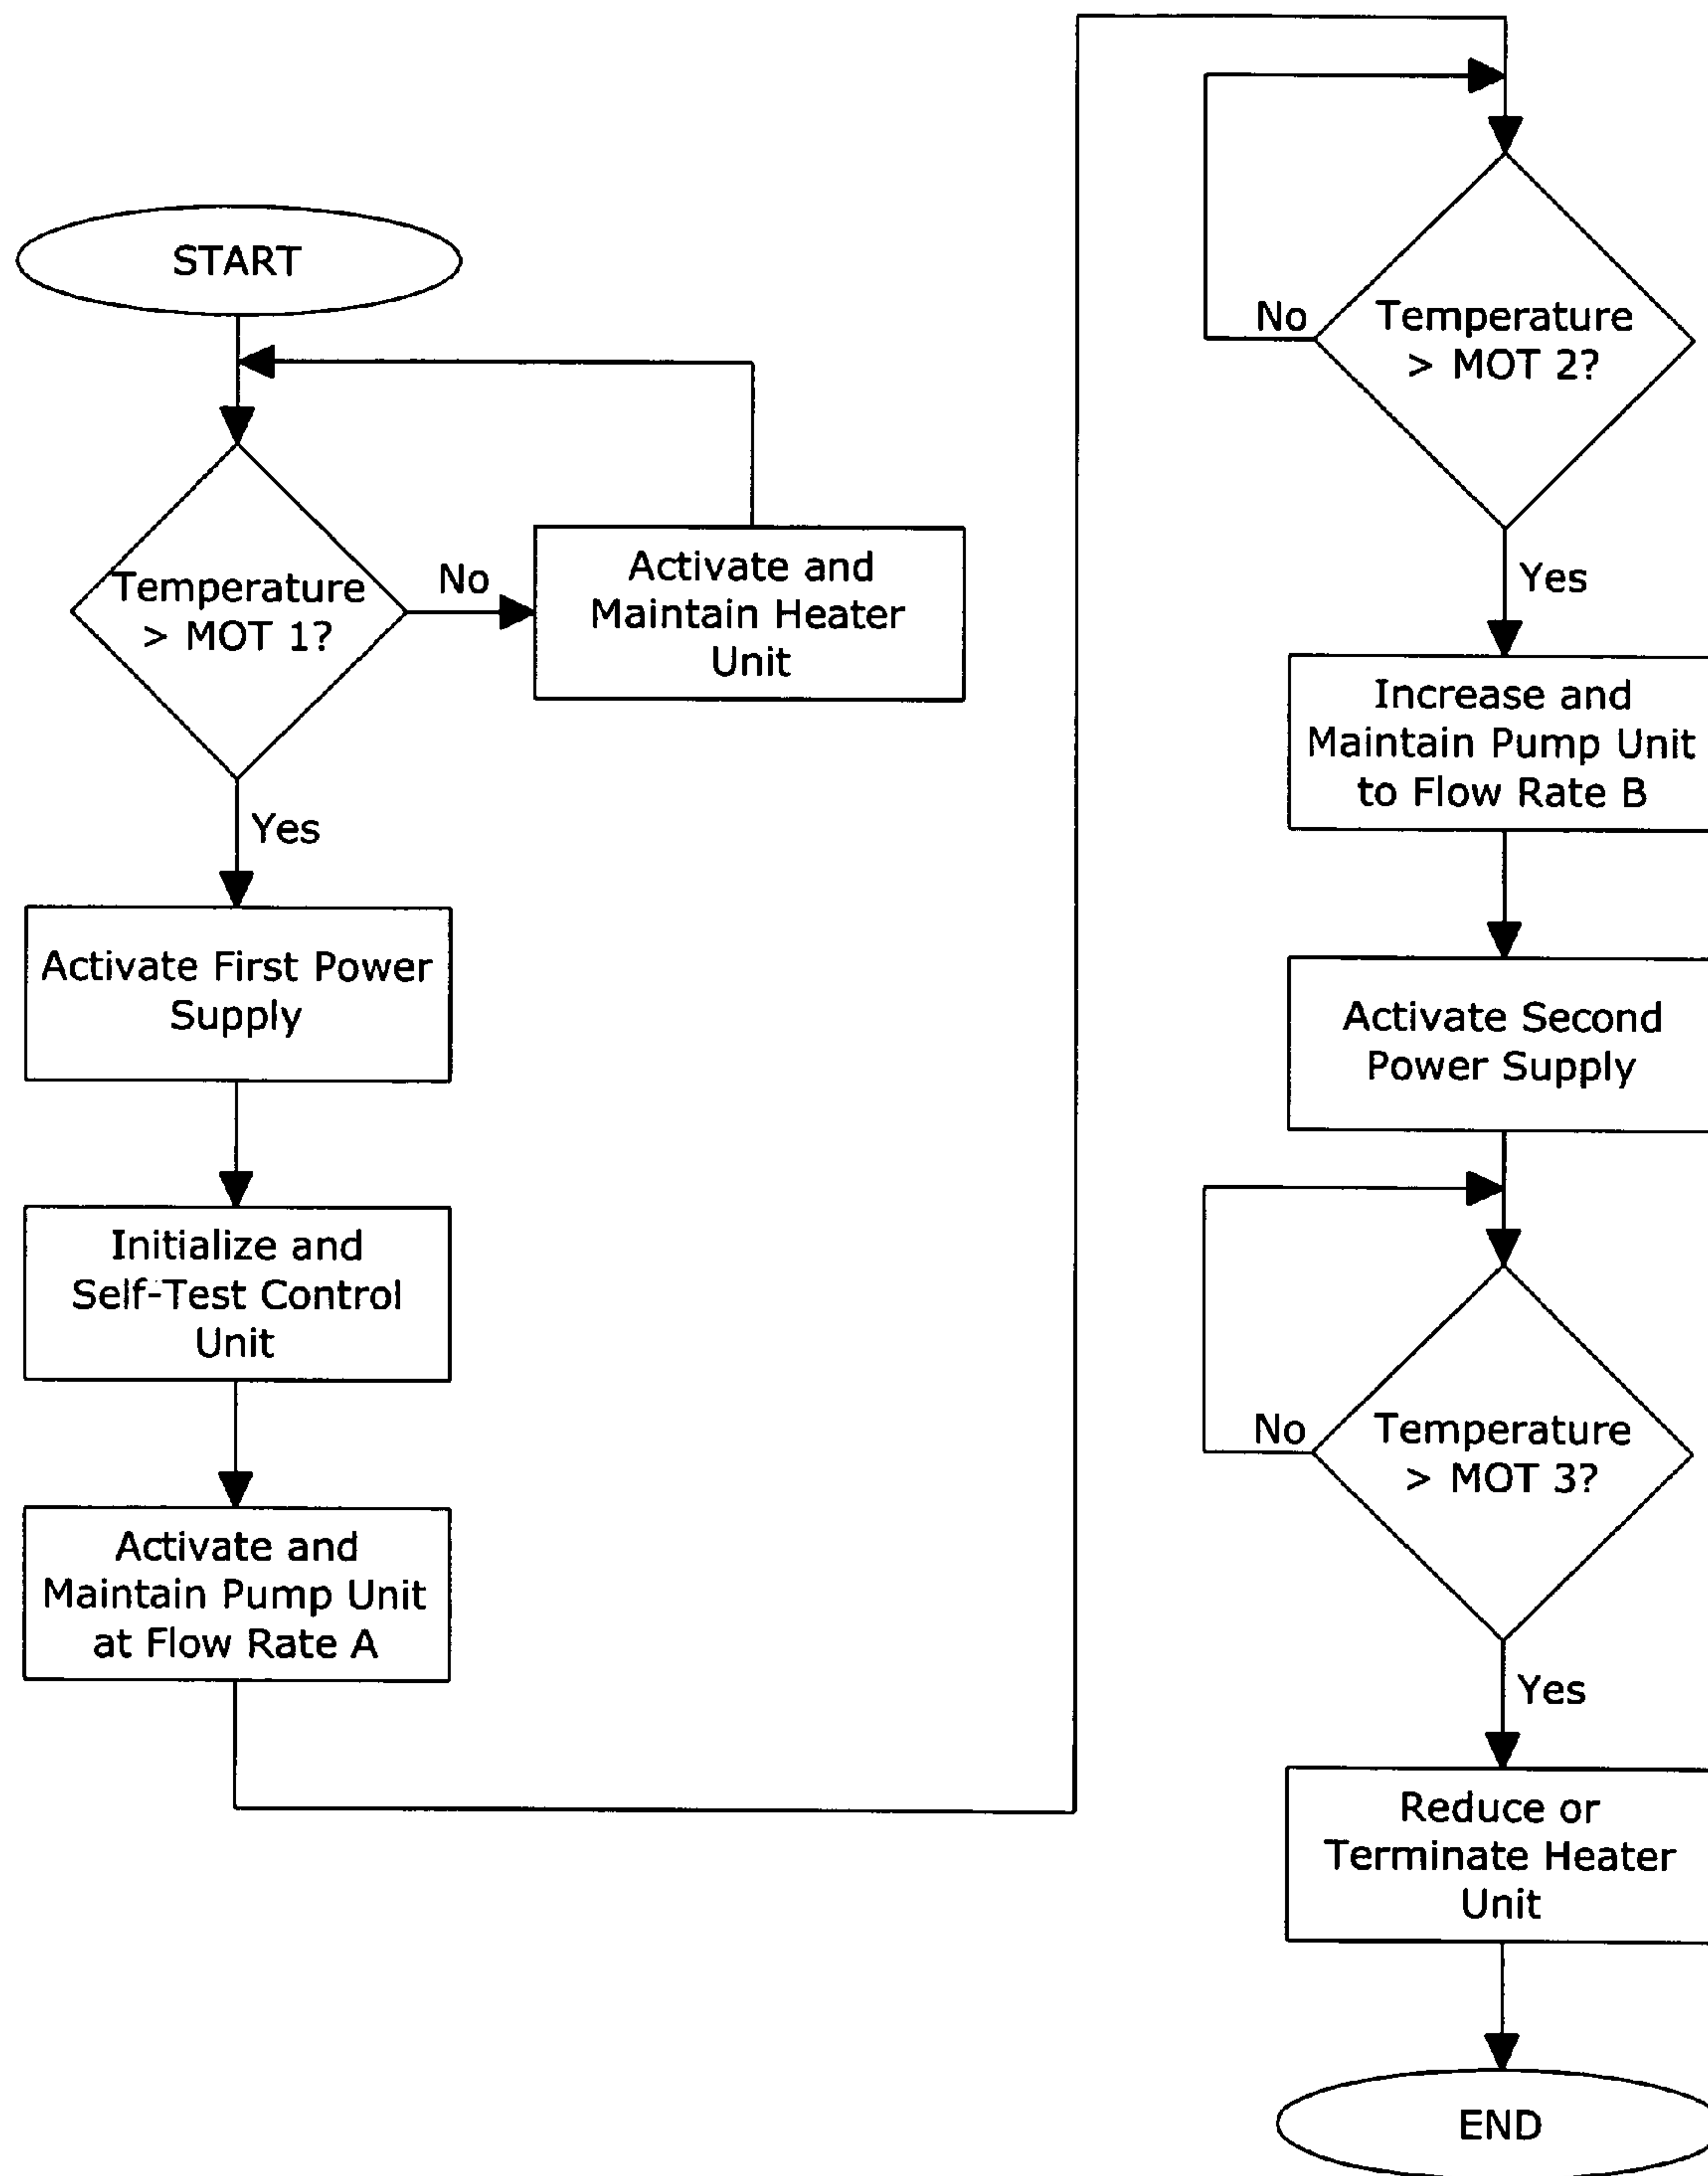 START
Temperature
> MOT 1?
No
Activate and
Maintain Heater
Unit
Yes
Activate First Power
Supply
Initialize and
Self-Test Control
Unit
Activate and
Maintain Pump Unit
at Flow Rate A
Temperature
> MOT 2?
No
Yes
Increase and
Maintain Pump Unit
to Flow Rate B
Activate Second
Power Supply
Temperature
> MOT 3?
No
Yes
Reduce or
Terminate Heater
Unit
END